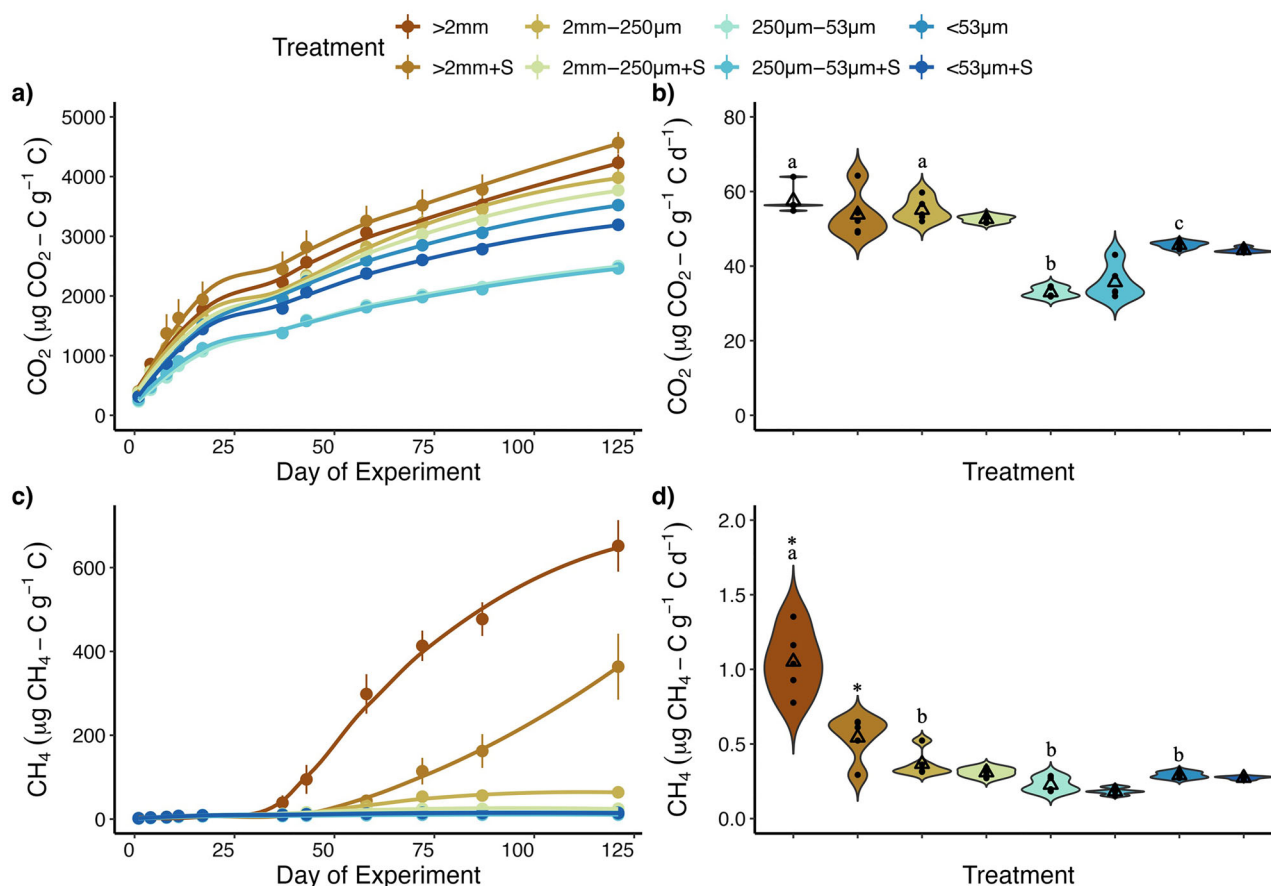 Treatment
>2mm 2mm−250µm 250µm−53µm <53µm
>2mm+S 2mm−250µm+S 250µm−53µm+S <53µm+S
a)
CO₂ (µg CO₂ − C g⁻¹ C)
5000
4000
3000
2000
1000
0
0 25 50 75 100 125
Day of Experiment
b)
CO₂ (µg CO₂ − C g⁻¹ C d⁻¹)
80
60
40
20
0
a a b c
Treatment
c)
CH₄ (µg CH₄ − C g⁻¹ C)
600
400
200
0
0 25 50 75 100 125
Day of Experiment
d)
CH₄ (µg CH₄ − C g⁻¹ C d⁻¹)
2.0
1.5
1.0
0.5
0.0
*
a
*
b b b
Treatment